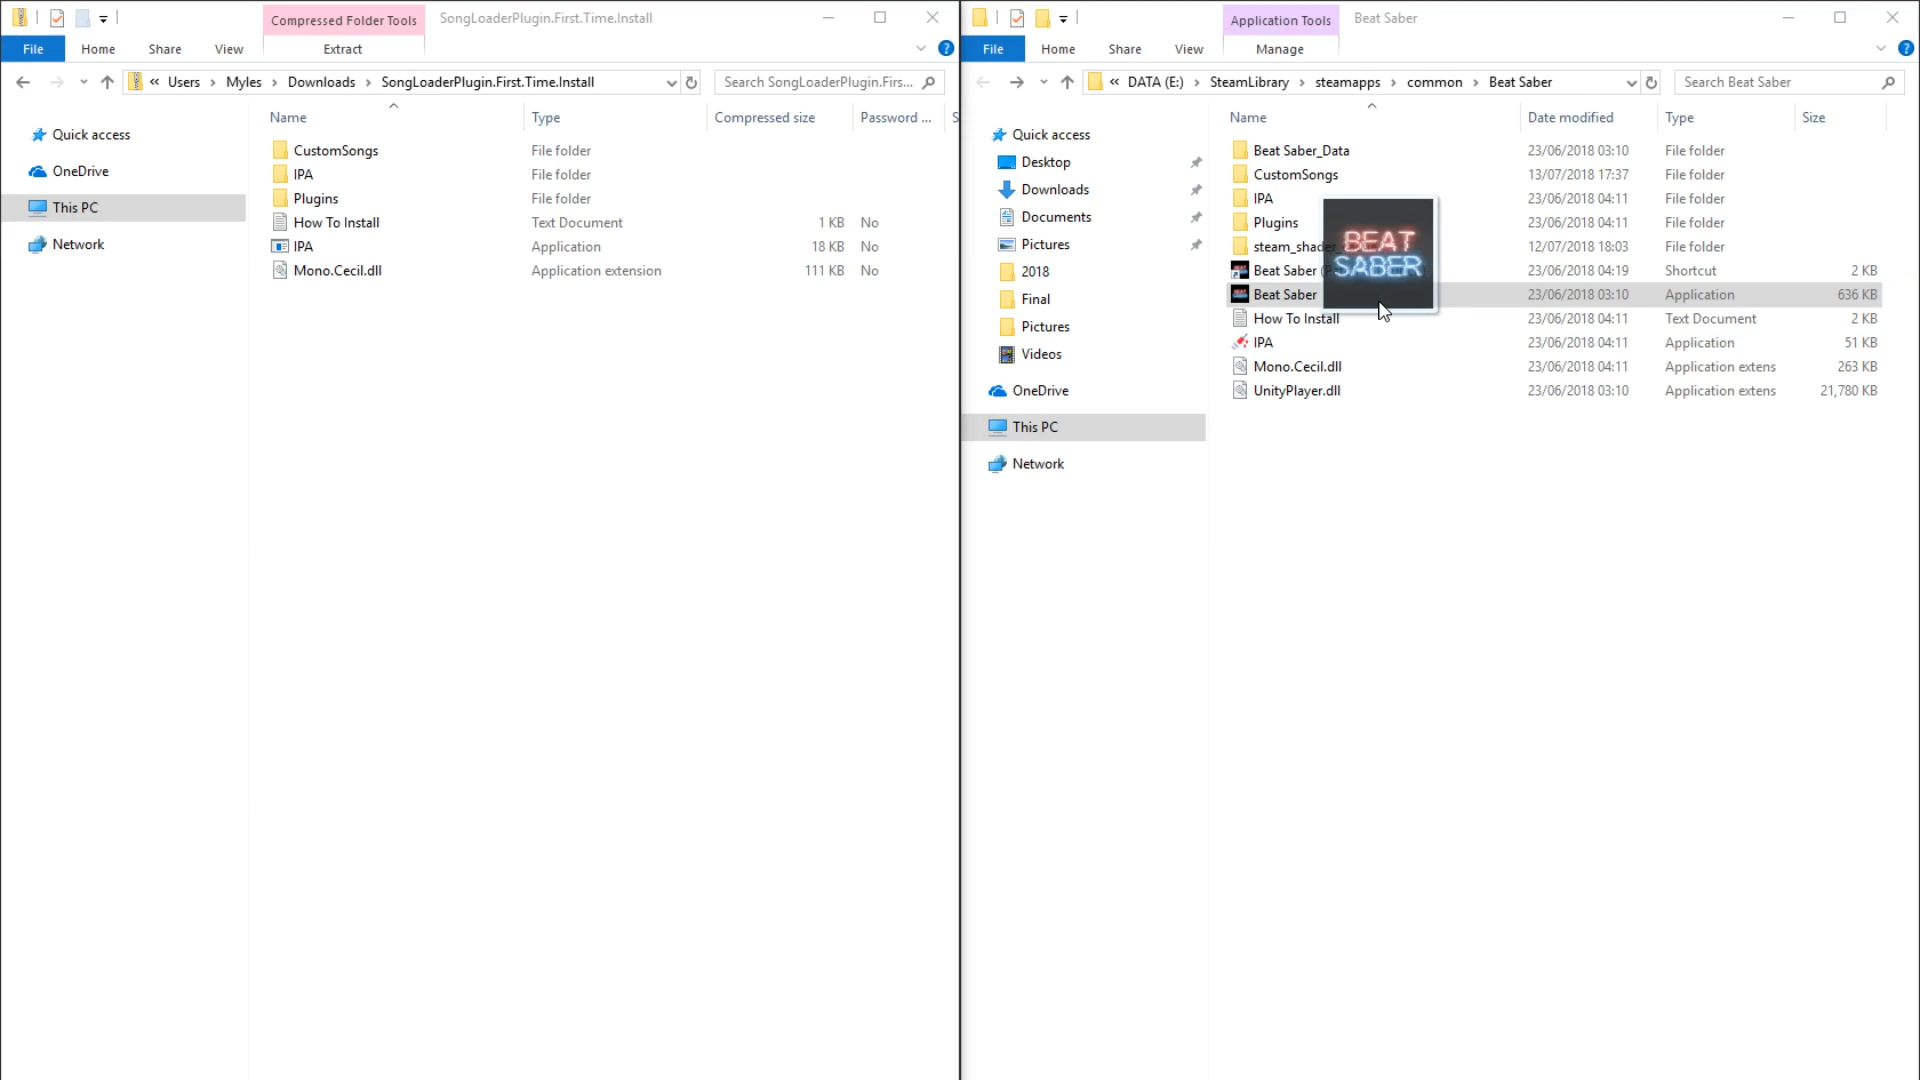 Compressed Folder Tools
SongLoaderPlugin.First.Time.Install
File
Home
Share
View
Extract
« Users › Myles › Downloads › SongLoaderPlugin.First.Time.Install
Search SongLoaderPlugin.Firs...
Quick access
OneDrive
This PC
Network
Name Type Compressed size Password ... S
CustomSongs File folder
IPA File folder
Plugins File folder
How To Install Text Document 1 KB No
IPA Application 18 KB No
Mono.Cecil.dll Application extension 111 KB No
Application Tools
Beat Saber
File
Home
Share
View
Manage
« DATA (E:) › SteamLibrary › steamapps › common › Beat Saber
Search Beat Saber
Quick access
Desktop
Downloads
Documents
Pictures
2018
Final
Pictures
Videos
OneDrive
This PC
Network
Name Date modified Type Size
Beat Saber_Data 23/06/2018 03:10 File folder
CustomSongs 13/07/2018 17:37 File folder
IPA 23/06/2018 04:11 File folder
Plugins 23/06/2018 04:11 File folder
steam_shade 12/07/2018 18:03 File folder
Beat Saber ( 23/06/2018 04:19 Shortcut 2 KB
Beat Saber 23/06/2018 03:10 Application 636 KB
How To Install 23/06/2018 04:11 Text Document 2 KB
IPA 23/06/2018 04:11 Application 51 KB
Mono.Cecil.dll 23/06/2018 04:11 Application extens 263 KB
UnityPlayer.dll 23/06/2018 03:10 Application extens 21,780 KB
BEAT
SABER